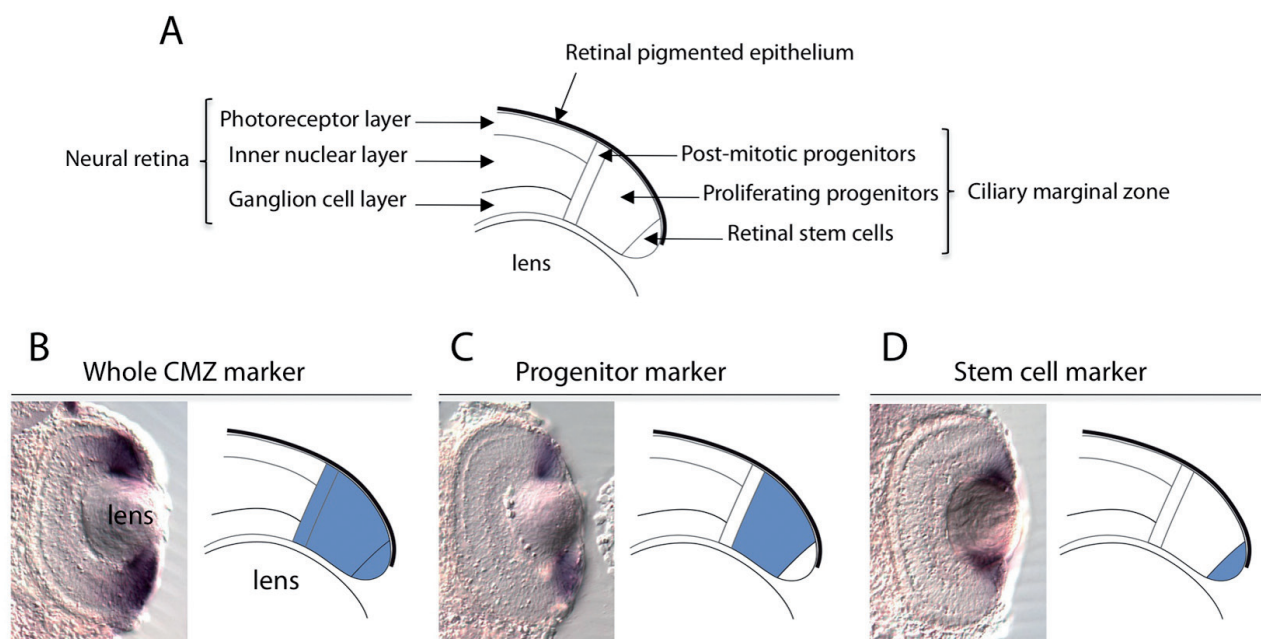 A
Retinal pigmented epithelium
Neural retina
Photoreceptor layer
Inner nuclear layer
Ganglion cell layer
Post-mitotic progenitors
Proliferating progenitors
Retinal stem cells
Ciliary marginal zone
lens
B
Whole CMZ marker
lens
lens
C
Progenitor marker
D
Stem cell marker